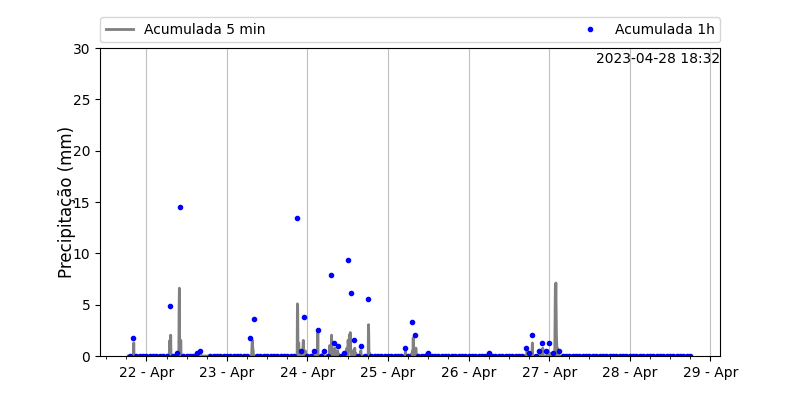 Acumulada 5 min
Acumulada 1h
2023-04-28 18:32
Precipitação (mm)
30
25
20
15
10
5
0
22 - Apr
23 - Apr
24 - Apr
25 - Apr
26 - Apr
27 - Apr
28 - Apr
29 - Apr